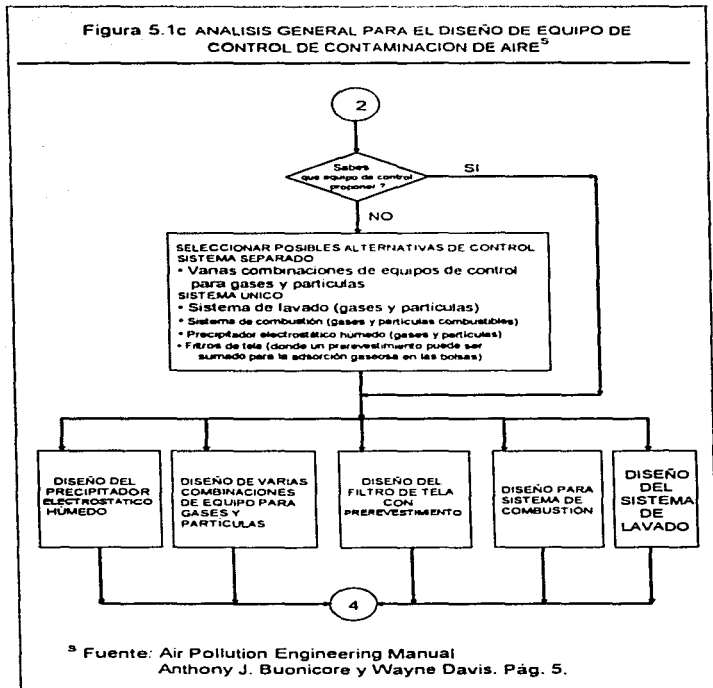 Figura 5.1c ANALISIS GENERAL PARA EL DISEÑO DE EQUIPO DE
CONTROL DE CONTAMINACION DE AIRE⁵
2
Sabes
que equipo de control
proponer ?
SI
NO
SELECCIONAR POSIBLES ALTERNATIVAS DE CONTROL
SISTEMA SEPARADO
• Varias combinaciones de equipos de control
para gases y particulas
SISTEMA UNICO
• Sistema de lavado (gases y partículas)
• Sistema de combustión (gases y partículas combustibles)
• Precipitador electrostático húmedo (gases y partículas)
• Filtros de tela (donde un prerevestimiento puede ser
sumado para la adsorción gaseosa en las bolsas)
DISEÑO DEL
PRECIPITADOR
ELECTROSTÁTICO
HÚMEDO
DISEÑO DE VARIAS
COMBINACIONES
DE EQUIPO PARA
GASES Y
PARTÍCULAS
DISEÑO DEL
FILTRO DE TELA
CON
PREREVESTIMIENTO
DISEÑO PARA
SISTEMA DE
COMBUSTIÓN
DISEÑO
DEL
SISTEMA
DE
LAVADO
4
⁵ Fuente: Air Pollution Engineering Manual
Anthony J. Buonicore y Wayne Davis. Pág. 5.